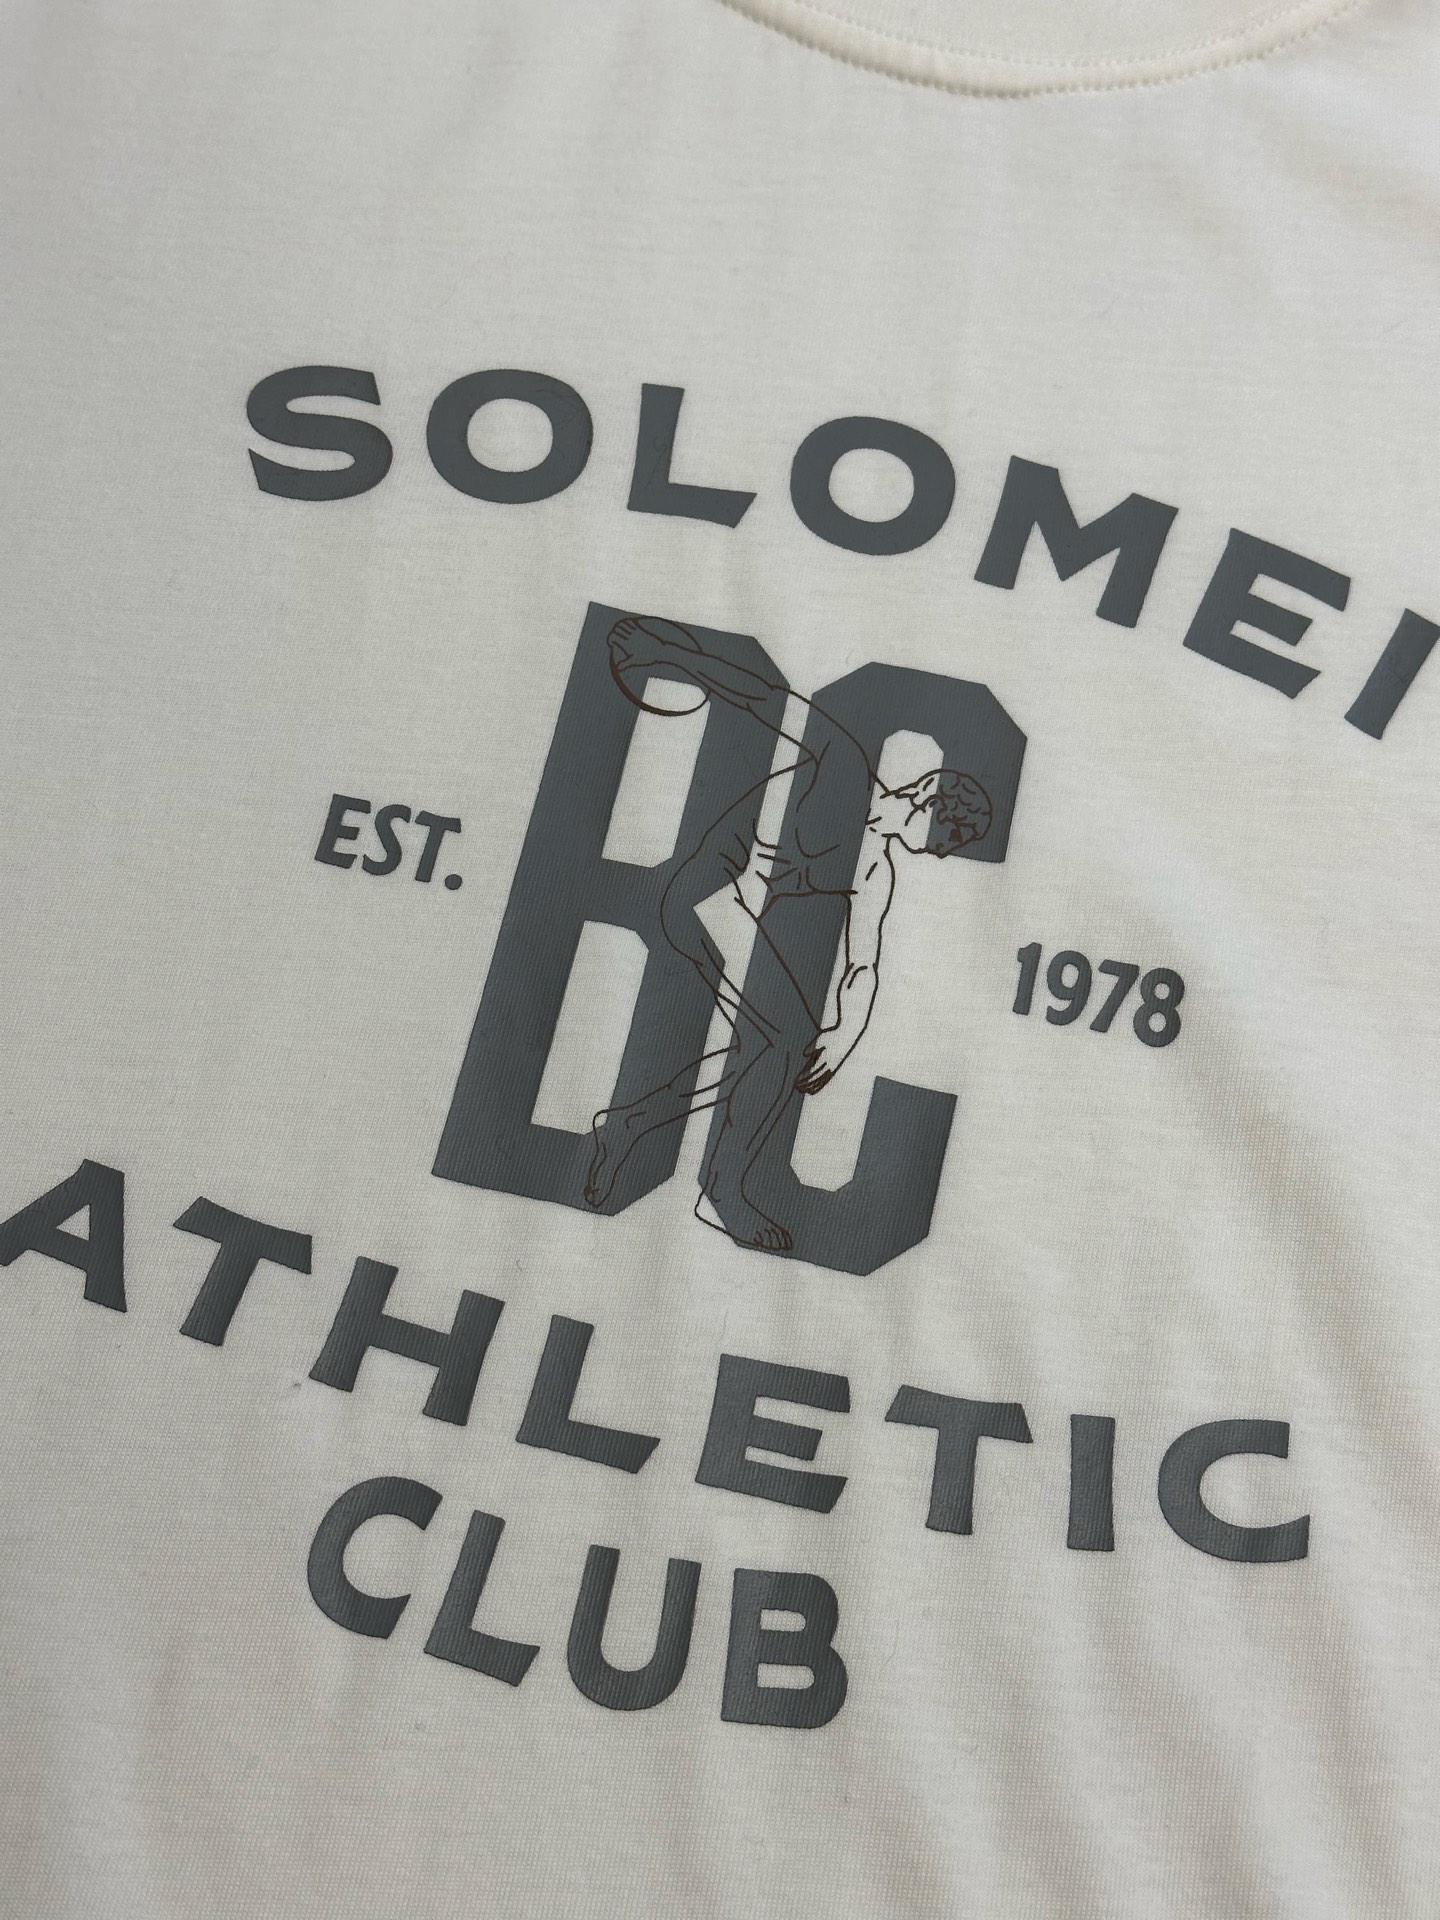 SOLOMEI
BC
EST. 1978
ATHLETIC
CLUB